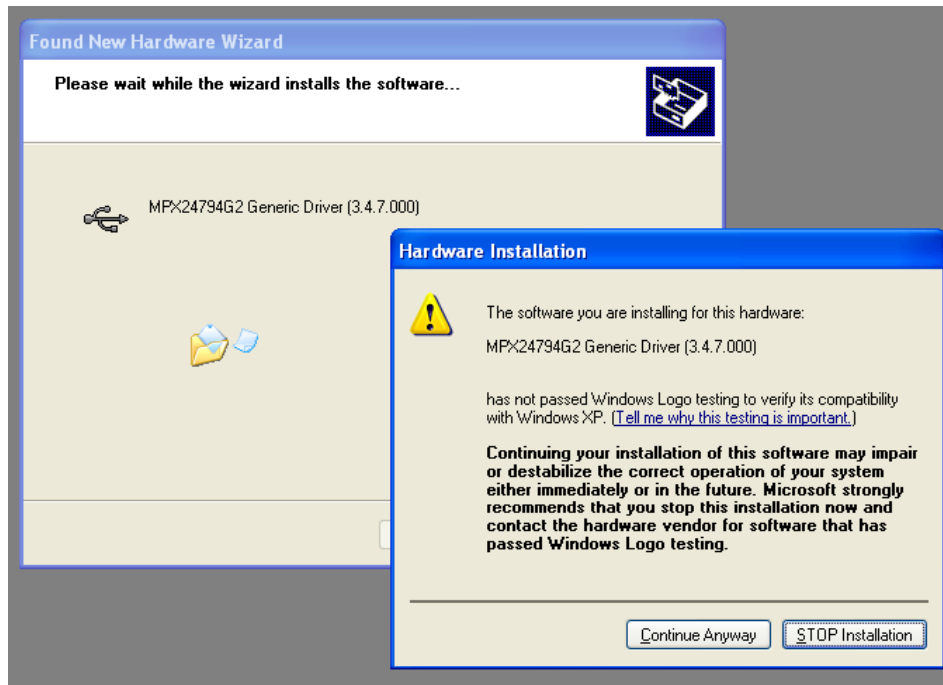 Found New Hardware Wizard
Please wait while the wizard installs the software...
MPX24794G2 Generic Driver (3.4.7.000)
Hardware Installation
The software you are installing for this hardware:
MPX24794G2 Generic Driver (3.4.7.000)
has not passed Windows Logo testing to verify its compatibility
with Windows XP. (Tell me why this testing is important.)
Continuing your installation of this software may impair
or destabilize the correct operation of your system
either immediately or in the future. Microsoft strongly
recommends that you stop this installation now and
contact the hardware vendor for software that has
passed Windows Logo testing.
Continue Anyway
STOP Installation